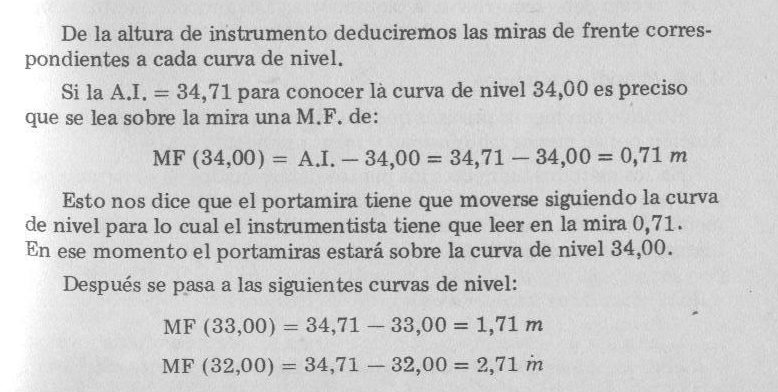 De la altura de instrumento deduciremos las miras de frente corres-
pondientes a cada curva de nivel.
Si la A.I. = 34,71 para conocer la curva de nivel 34,00 es preciso
que se lea sobre la mira una M.F. de:
MF (34,00) = A.I. — 34,00 = 34,71 — 34,00 = 0,71 m
Esto nos dice que el portamira tiene que moverse siguiendo la curva
de nivel para lo cual el instrumentista tiene que leer en la mira 0,71.
En ese momento el portamiras estará sobre la curva de nivel 34,00.
Después se pasa a las siguientes curvas de nivel:
MF (33,00) = 34,71 — 33,00 = 1,71 m
MF (32,00) = 34,71 — 32,00 = 2,71 m